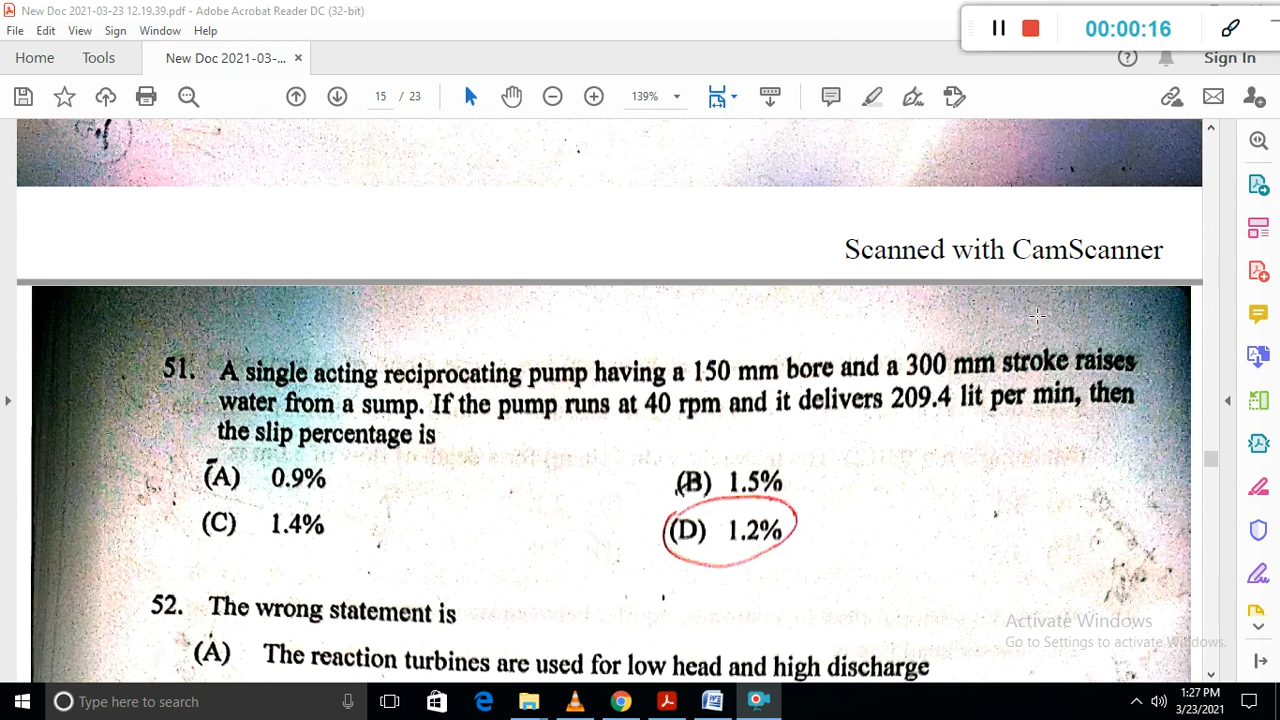 New Doc 2021-03-23 12.19.39.pdf - Adobe Acrobat Reader DC (32-bit)
File Edit View Sign Window Help
00:00:16
Home Tools New Doc 2021-03-... × Sign In
15 / 23 139%
Scanned with CamScanner
51. A single acting reciprocating pump having a 150 mm bore and a 300 mm stroke raises
water from a sump. If the pump runs at 40 rpm and it delivers 209.4 lit per min, then
the slip percentage is
(A) 0.9% (B) 1.5%
(C) 1.4% (D) 1.2%
52. The wrong statement is
(A) The reaction turbines are used for low head and high discharge
Activate Windows
Go to Settings to activate Windows.
Type here to search
1:27 PM
3/23/2021